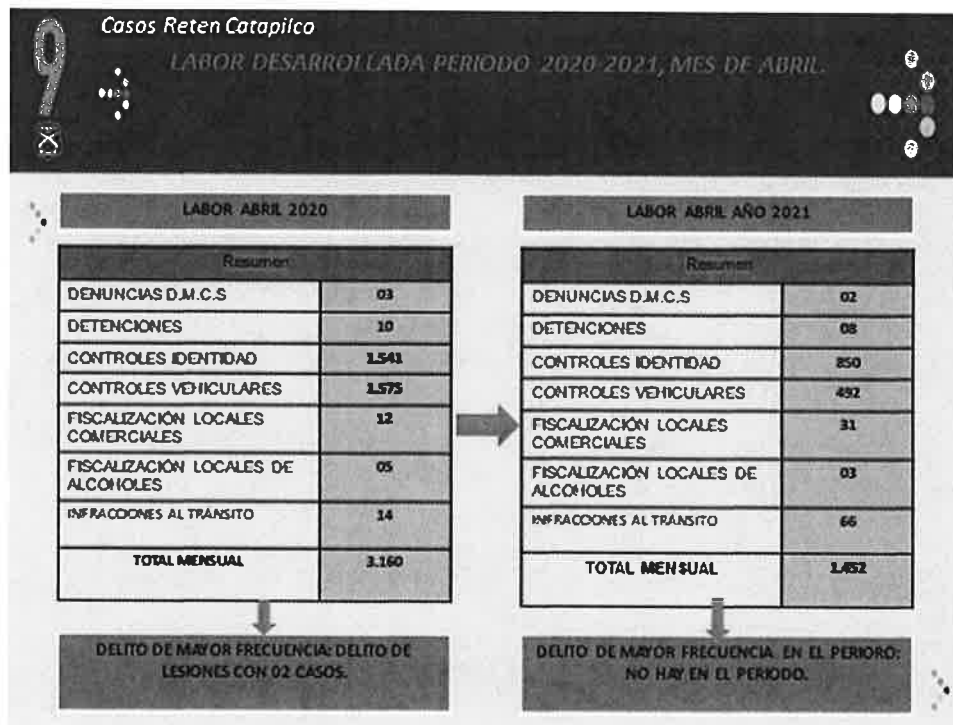 Casos Reten Catapilco
LABOR DESARROLLADA PERIODO 2020-2021, MES DE ABRIL.
LABOR ABRIL 2020
Resumen
DENUNCIAS D.M.C.S 03
DETENCIONES 10
CONTROLES IDENTIDAD 1.541
CONTROLES VEHICULARES 1.575
FISCALIZACIÓN LOCALES
COMERCIALES 12
FISCALIZACIÓN LOCALES DE
ALCOHOLES 05
INFRACCIONES AL TRÁNSITO 14
TOTAL MENSUAL 3.160
DELITO DE MAYOR FRECUENCIA: DELITO DE
LESIONES CON 02 CASOS.
LABOR ABRIL AÑO 2021
Resumen
DENUNCIAS D.M.C.S 02
DETENCIONES 08
CONTROLES IDENTIDAD 850
CONTROLES VEHICULARES 492
FISCALIZACIÓN LOCALES
COMERCIALES 31
FISCALIZACIÓN LOCALES DE
ALCOHOLES 03
INFRACCIONES AL TRÁNSITO 66
TOTAL MENSUAL 1.452
DELITO DE MAYOR FRECUENCIA EN EL PERIORO:
NO HAY EN EL PERIODO.